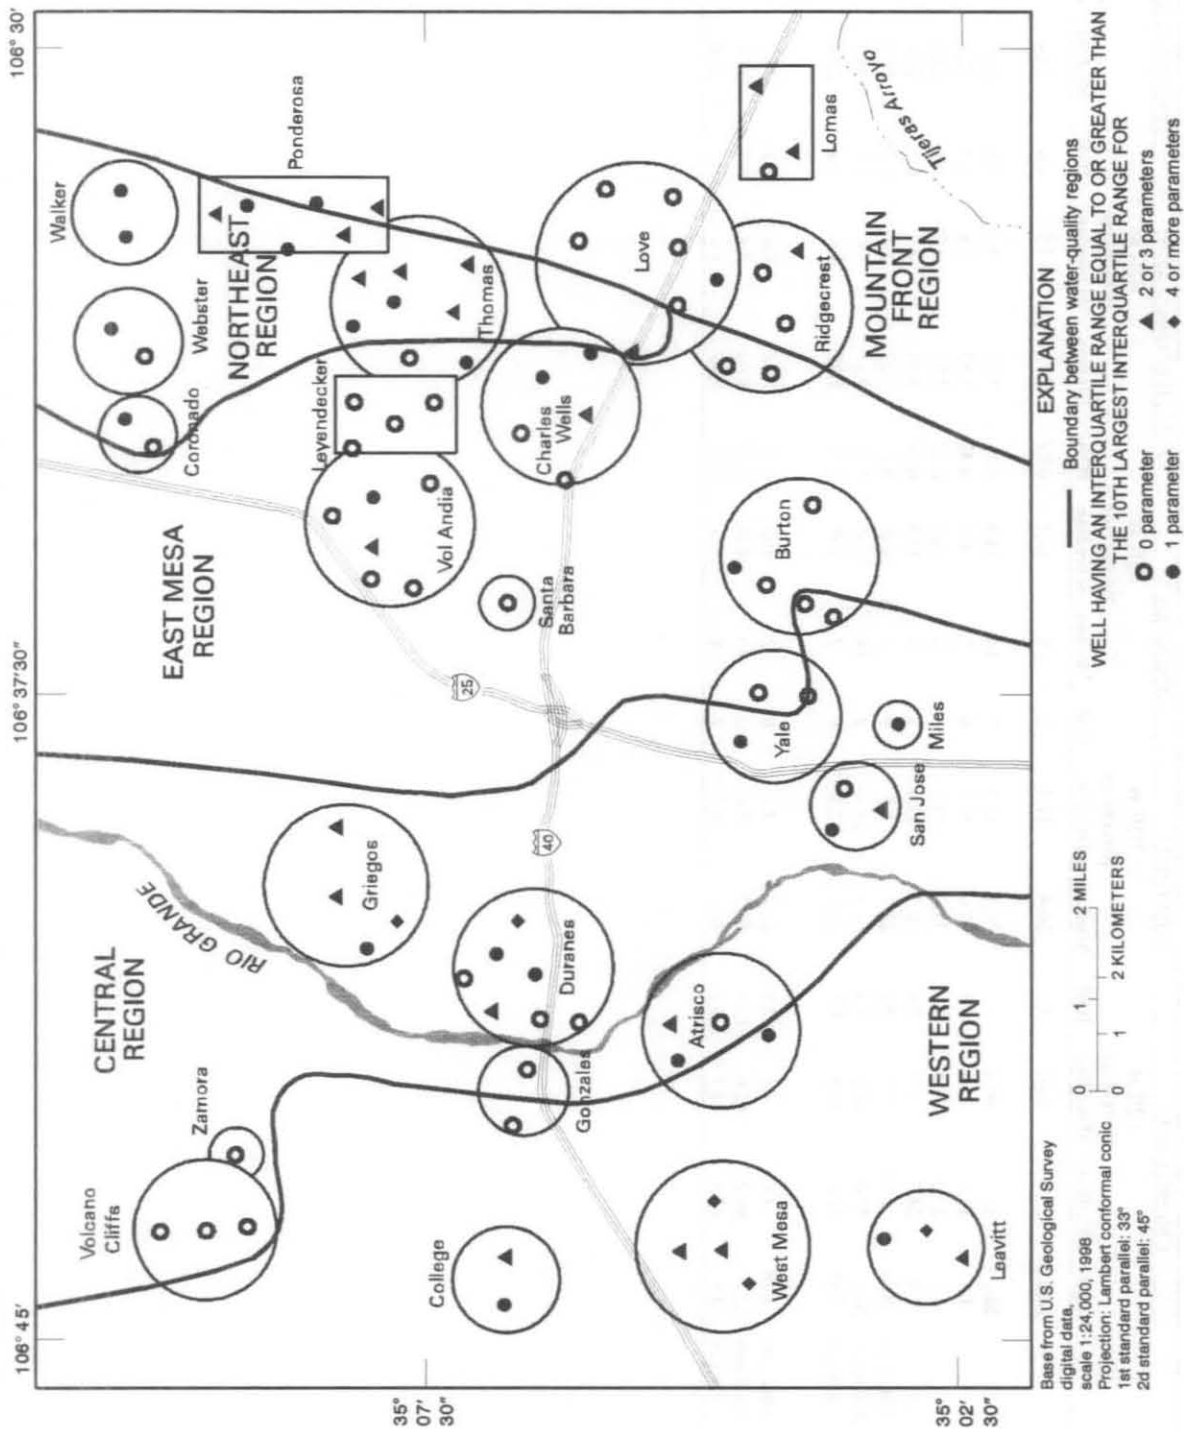 106° 30'
106° 37'30"
106° 45'
35°
07'
30"
35°
02'
30"
Walker
Ponderosa
Webster
NORTHEAST
REGION
Thomas
Coronado
Leyendecker
Love
Lomas
Tijeras Arroyo
Ridgecrest
MOUNTAIN
FRONT
REGION
Charles
Wells
Vol Andia
EAST MESA
REGION
Santa
Barbara
Burton
25
Yale
Miles
San Jose
40
Griegos
RIO GRANDE
CENTRAL
REGION
Duranes
Atrisco
Gonzales
WESTERN
REGION
Zamora
Volcano
Cliffs
College
West Mesa
Leavitt
EXPLANATION
Boundary between water-quality regions
WELL HAVING AN INTERQUARTILE RANGE EQUAL TO OR GREATER THAN
THE 10TH LARGEST INTERQUARTILE RANGE FOR
0 parameter
2 or 3 parameters
1 parameter
4 or more parameters
0 1 2 MILES
0 1 2 KILOMETERS
Base from U.S. Geological Survey
digital data,
scale 1:24,000, 1998
Projection: Lambert conformal conic
1st standard parallel: 33°
2d standard parallel: 45°